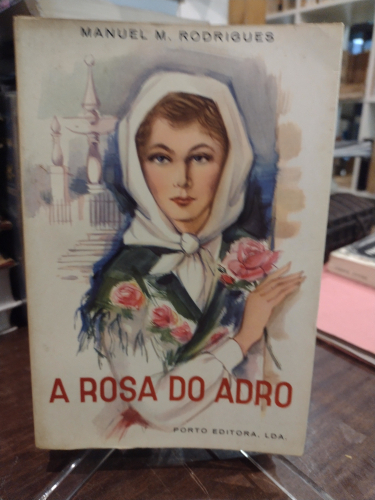 MANUEL M. RODRIGUES
A ROSA DO ADRO
PORTO EDITORA, LDA.